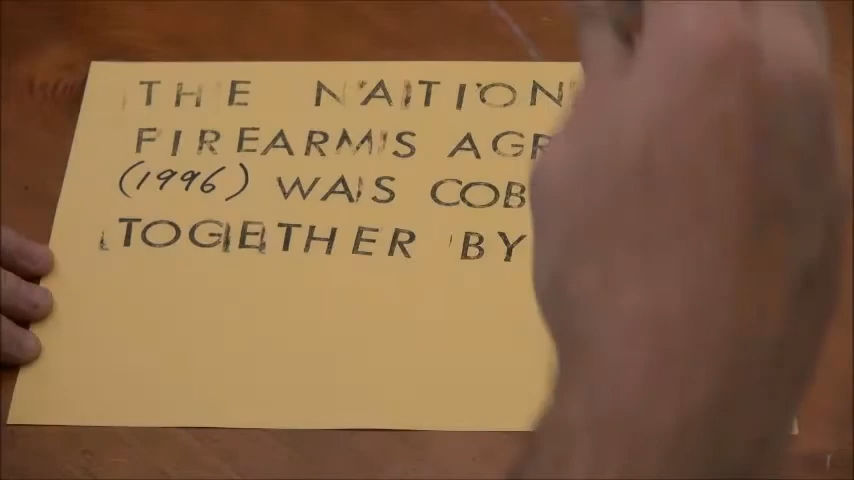 THE NATION
FIREARMS AGR
(1996) WAS COB
TOGETHER BY